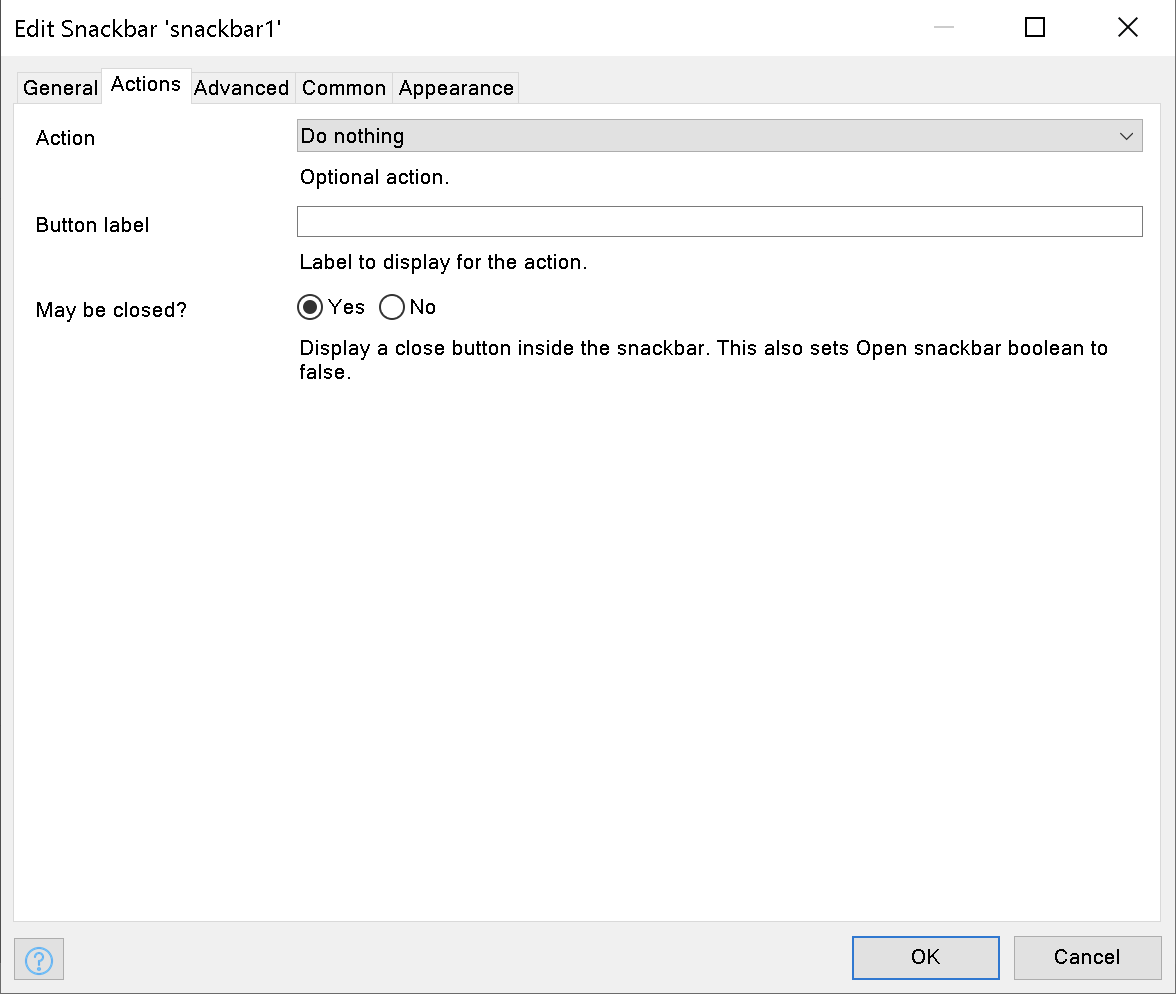 Edit Snackbar 'snackbar1'
General Actions Advanced Common Appearance
Action Do nothing
Optional action.
Button label
Label to display for the action.
May be closed? Yes No
Display a close button inside the snackbar. This also sets Open snackbar boolean to
false.
? OK Cancel